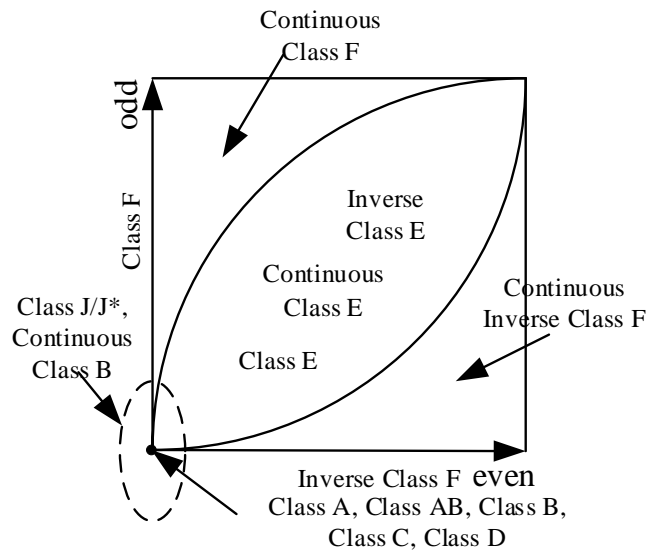 Continuous
Class F
odd
Class F
Inverse
Class E
Continuous
Class E
Class E
Continuous
Inverse Class F
Class J/J*,
Continuous
Class B
Inverse Class F even
Class A, Class AB, Class B,
Class C, Class D